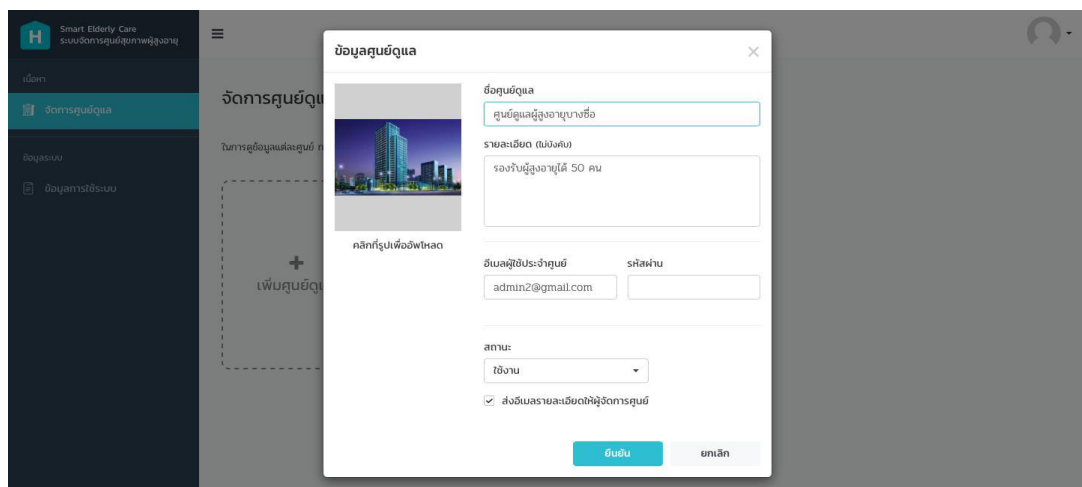 Smart Elderly Care
ระบบจัดการศูนย์สุขภาพผู้สูงอายุ
H
เนื้อหา
จัดการศูนย์ดูแล
ข้อมูลระบบ
ข้อมูลการใช้ระบบ
จัดการศูนย์ดูแ
ในการดูข้อมูลแต่ละศูนย์ ก
เพิ่มศูนย์ดูแ
ข้อมูลศูนย์ดูแล
คลิกที่รูปเพื่ออัพโหลด
ชื่อศูนย์ดูแล
ศูนย์ดูแลผู้สูงอายุบางซื่อ
รายละเอียด (ไม่บังคับ)
รองรับผู้สูงอายุได้ 50 คน
อีเมลผู้ใช้ประจำศูนย์ รหัสผ่าน
admin2@gmail.com
สถานะ
ใช้งาน
ส่งอีเมลรายละเอียดให้ผู้จัดการศูนย์
ยืนยัน ยกเลิก